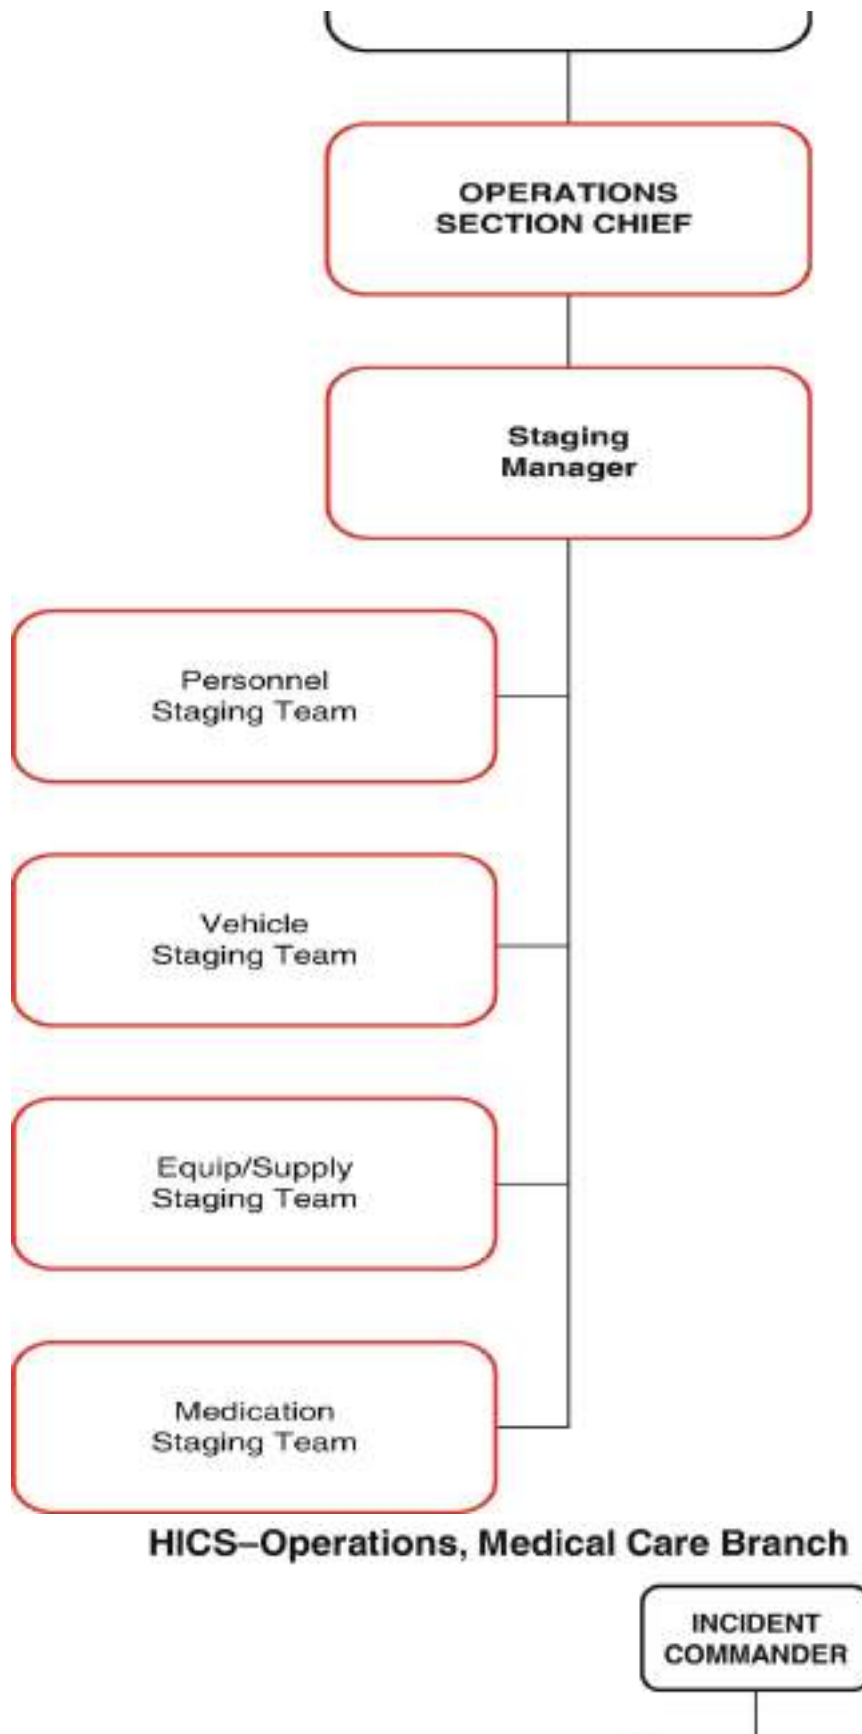 OPERATIONS
SECTION CHIEF
Staging
Manager
Personnel
Staging Team
Vehicle
Staging Team
Equip/Supply
Staging Team
Medication
Staging Team
HICS–Operations, Medical Care Branch
INCIDENT
COMMANDER